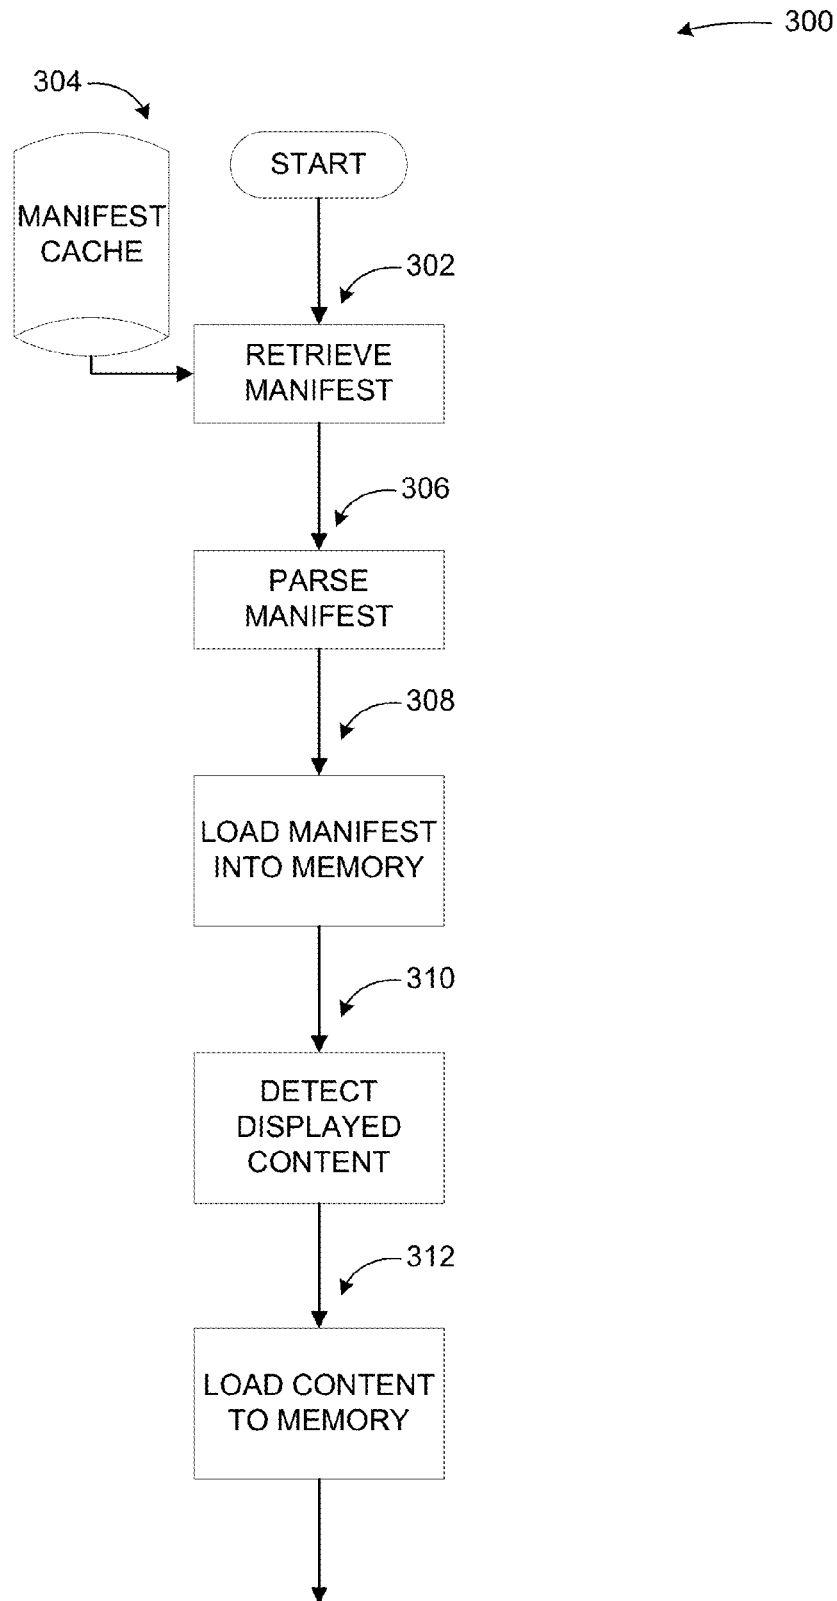 300
304
START
MANIFEST
CACHE
302
RETRIEVE
MANIFEST
306
PARSE
MANIFEST
308
LOAD MANIFEST
INTO MEMORY
310
DETECT
DISPLAYED
CONTENT
312
LOAD CONTENT
TO MEMORY